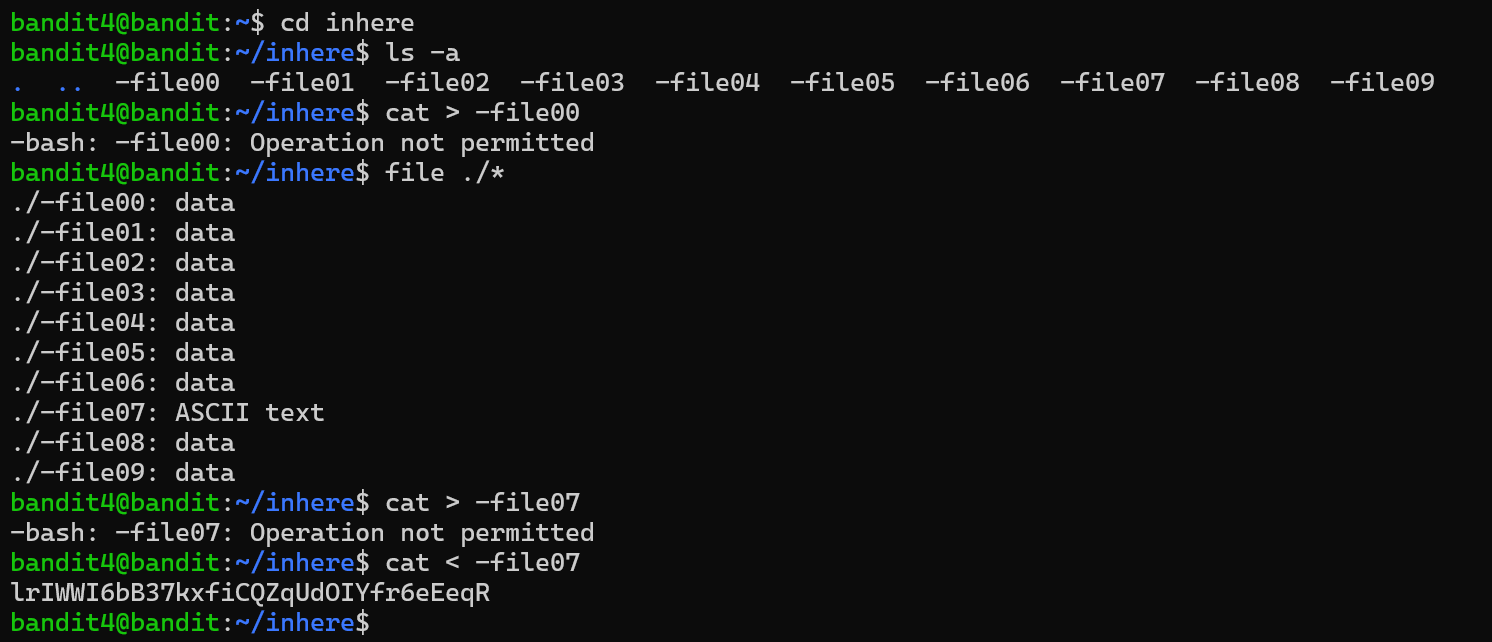 bandit4@bandit:~$ cd inhere
bandit4@bandit:~/inhere$ ls -a
.  ..  -file00  -file01  -file02  -file03  -file04  -file05  -file06  -file07  -file08  -file09
bandit4@bandit:~/inhere$ cat > -file00
-bash: -file00: Operation not permitted
bandit4@bandit:~/inhere$ file ./*
./-file00: data
./-file01: data
./-file02: data
./-file03: data
./-file04: data
./-file05: data
./-file06: data
./-file07: ASCII text
./-file08: data
./-file09: data
bandit4@bandit:~/inhere$ cat > -file07
-bash: -file07: Operation not permitted
bandit4@bandit:~/inhere$ cat < -file07
lrIWWI6bB37kxfiCQZqUdOIYfr6eEeqR
bandit4@bandit:~/inhere$